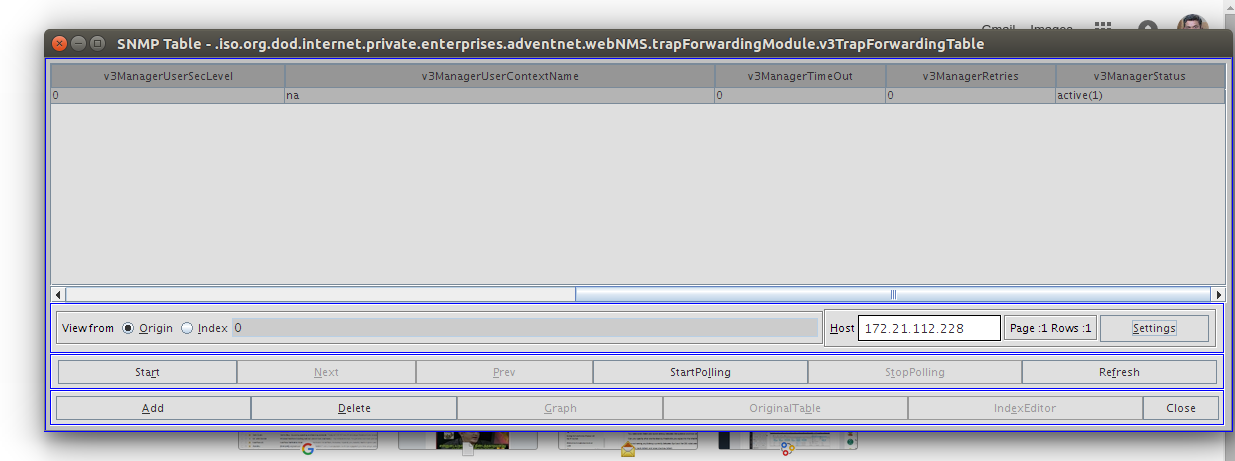 Gmail Images
SNMP Table - .iso.org.dod.internet.private.enterprises.adventnet.webNMS.trapForwardingModule.v3TrapForwardingTable
v3ManagerUserSecLevel v3ManagerUserContextName v3ManagerTimeOut v3ManagerRetries v3ManagerStatus
0 na 0 0 active(1)
View from Origin Index 0 Host 172.21.112.228 Page :1 Rows :1 Settings
Start Next Prev StartPolling StopPolling Refresh
Add Delete Graph OriginalTable IndexEditor Close